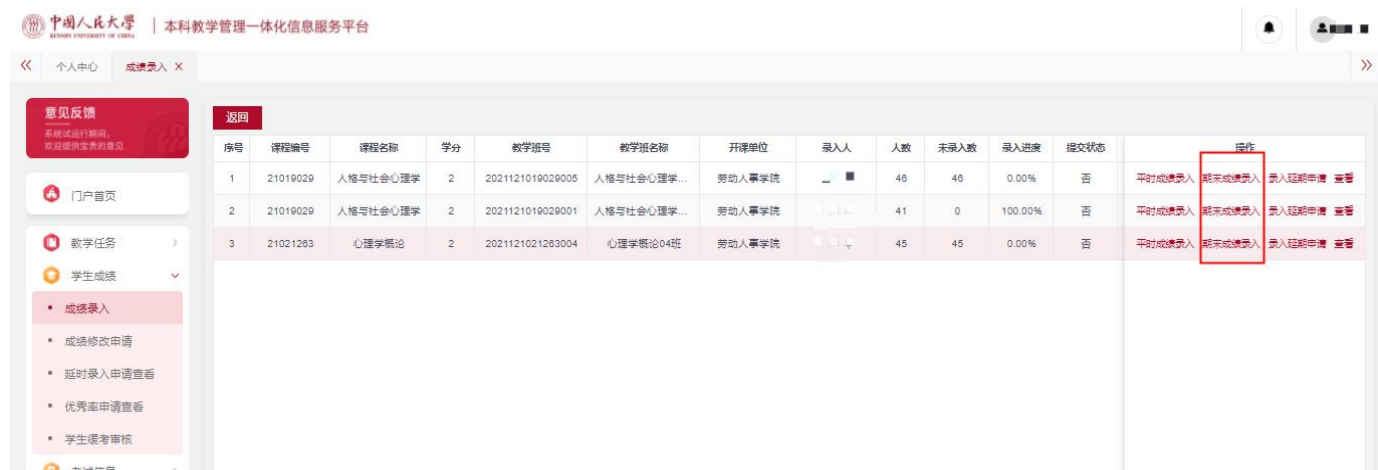 中国人民大学 | 本科教学管理一体化信息服务平台
RENMIN UNIVERSITY OF CHINA
个人中心 成绩录入 X
意见反馈
系统试运行期间，
欢迎提供宝贵的意见
门户首页
教学任务
学生成绩
成绩录入
成绩修改申请
延时录入申请查看
优秀率申请查看
学生缓考审核
返回
序号 课程编号 课程名称 学分 教学班号 教学班名称 开课单位 录入人 人数 未录入数 录入进度 提交状态 操作
1 21019029 人格与社会心理学 2 2021121019029005 人格与社会心理学... 劳动人事学院 46 46 0.00% 否 平时成绩录入 期末成绩录入 录入延期申请 查看
2 21019029 人格与社会心理学 2 2021121019029001 人格与社会心理学... 劳动人事学院 41 0 100.00% 否 平时成绩录入 期末成绩录入 录入延期申请 查看
3 21021263 心理学概论 2 2021121021263004 心理学概论04班 劳动人事学院 45 45 0.00% 否 平时成绩录入 期末成绩录入 录入延期申请 查看